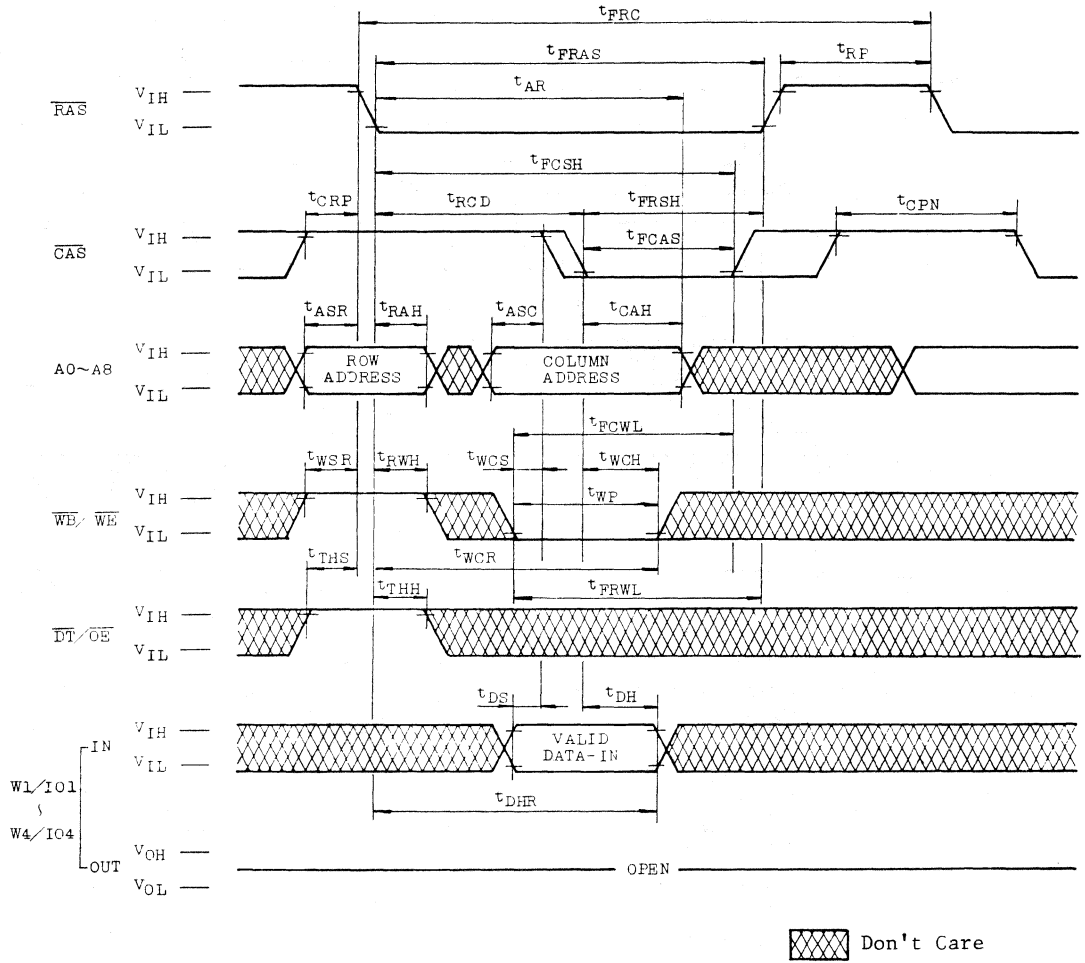 tFRC
tFRAS
tRP
tAR
RAS
VIH
VIL
tFCSH
tCRP
tRCD
tFRSH
tCPN
tFCAS
CAS
VIH
VIL
tASR
tRAH
tASC
tCAH
A0~A8
VIH
VIL
ROW ADDRESS
COLUMN ADDRESS
tFCWL
tWSR
tRWH
tWCS
tWCH
tWP
WB/WE
VIH
VIL
tTHS
tWCR
tTHH
tFRWL
DT/OE
VIH
VIL
tDS
tDH
IN
VIH
VIL
VALID DATA-IN
tDHR
W1/IO1
~
W4/IO4
OUT
VOH
VOL
OPEN
Don't Care